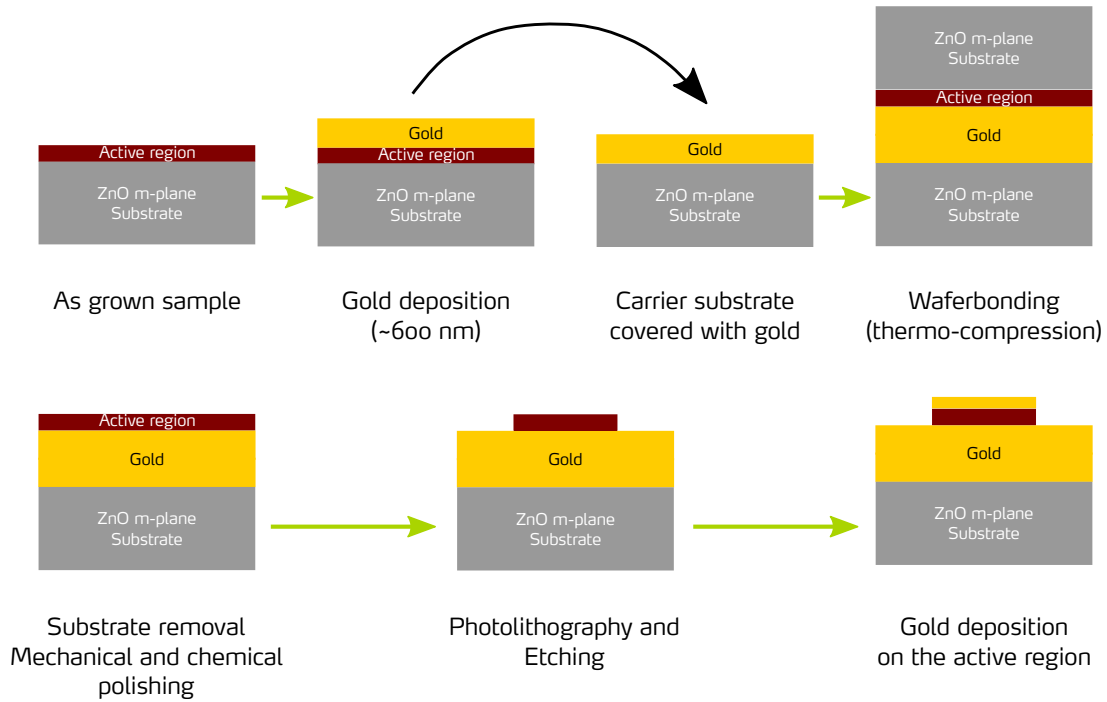 Active region
ZnO m-plane
Substrate
As grown sample
Gold
Active region
ZnO m-plane
Substrate
Gold deposition
(~600 nm)
Gold
ZnO m-plane
Substrate
Carrier substrate
covered with gold
ZnO m-plane
Substrate
Active region
Gold
ZnO m-plane
Substrate
Waferbonding
(thermo-compression)
Active region
Gold
ZnO m-plane
Substrate
Substrate removal
Mechanical and chemical
polishing
Gold
ZnO m-plane
Substrate
Photolithography and
Etching
Gold
ZnO m-plane
Substrate
Gold deposition
on the active region